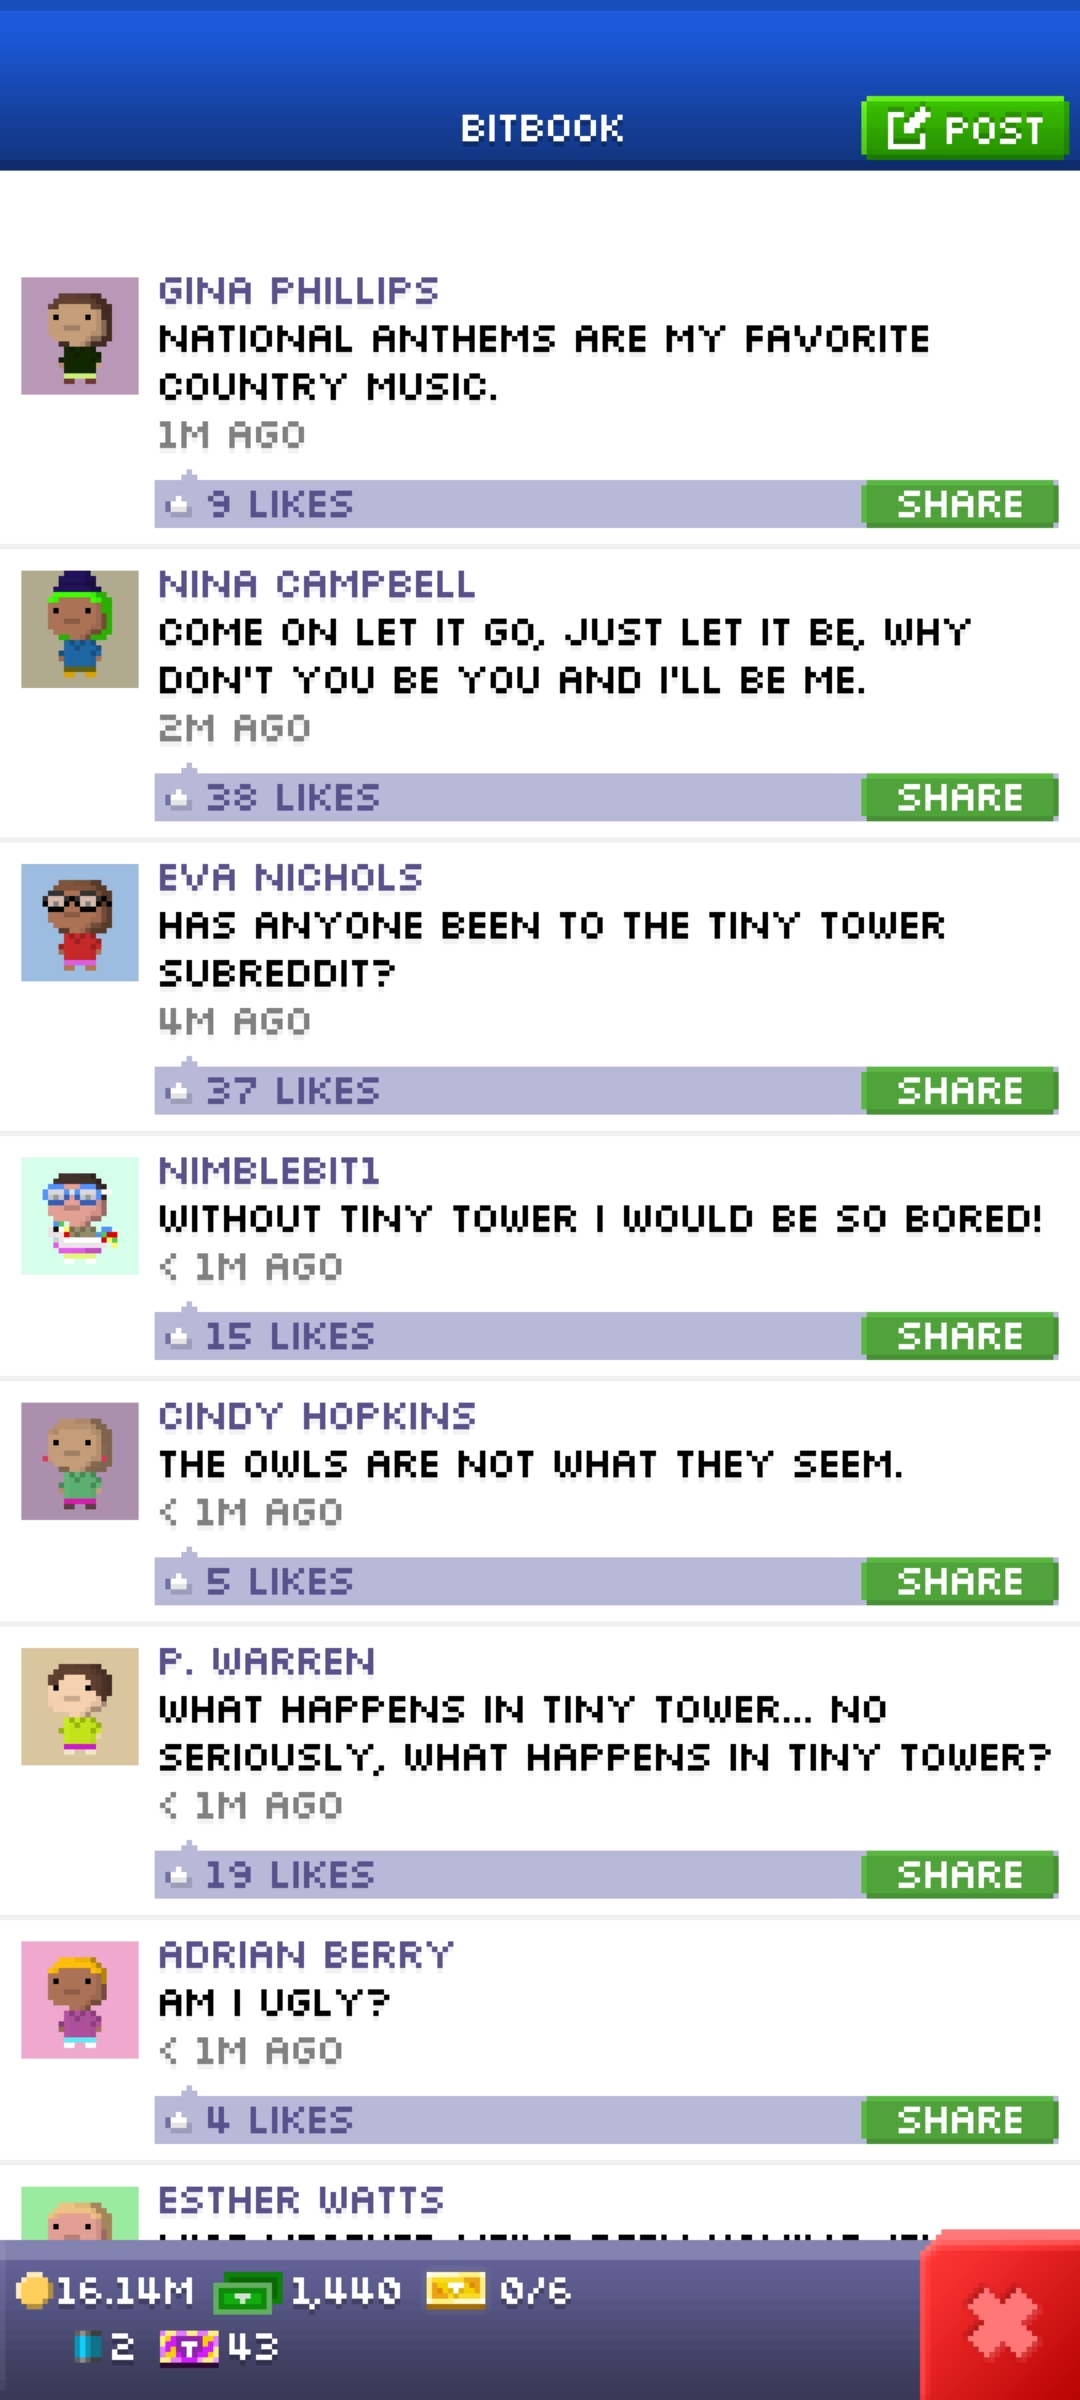 BITBOOK
POST
GINA PHILLIPS
NATIONAL ANTHEMS ARE MY FAVORITE
COUNTRY MUSIC.
1M AGO
9 LIKES
SHARE
NINA CAMPBELL
COME ON LET IT GO, JUST LET IT BE, WHY
DON'T YOU BE YOU AND I'LL BE ME.
2M AGO
38 LIKES
SHARE
EVA NICHOLS
HAS ANYONE BEEN TO THE TINY TOWER
SUBREDDIT?
4M AGO
37 LIKES
SHARE
NIMBLEBIT1
WITHOUT TINY TOWER I WOULD BE SO BORED!
< 1M AGO
15 LIKES
SHARE
CINDY HOPKINS
THE OWLS ARE NOT WHAT THEY SEEM.
< 1M AGO
5 LIKES
SHARE
P. WARREN
WHAT HAPPENS IN TINY TOWER... NO
SERIOUSLY, WHAT HAPPENS IN TINY TOWER?
< 1M AGO
19 LIKES
SHARE
ADRIAN BERRY
AM I UGLY?
< 1M AGO
4 LIKES
SHARE
ESTHER WATTS
16.14M 1,440 0/6
2 T 43